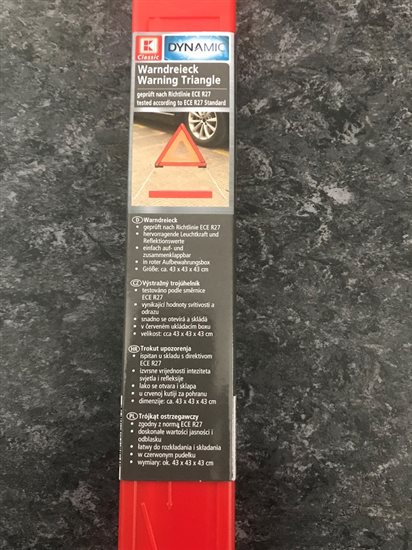 K
Classic
DYNAMIC
Warndreieck
Warning Triangle
geprüft nach Richtlinie ECE R27
tested according to ECE R27 Standard
D Warndreieck
• geprüft nach Richtlinie ECE R27
• hervorragende Leuchtkraft und
Reflektionswerte
• einfach auf- und
zusammenklappbar
• in roter Aufbewahrungsbox
• Größe: ca. 43 x 43 x 43 cm
CZ Výstražný trojúhelník
• testováno podle směrnice
ECE R27
• vynikající hodnoty svítivosti a
odrazu
• snadno se otevírá a skládá
• v červeném ukládacím boxu
• velikost: cca 43 x 43 x 43 cm
HR Trokut upozorenja
• ispitan u skladu s direktivom
ECE R27
• izvrsne vrijednosti inteziteta
svjetla i refleksije
• lako se otvara i sklapa
• u crvenoj kutiji za pohranu
• dimenzije: ca. 43 x 43 x 43 cm
PL Trójkąt ostrzegawczy
• zgodny z normą ECE R27
• doskonałe wartości jasności i
odblasku
• łatwy do rozkładania i składania
• w czerwonym pudełku
• wymiary: ok. 43 x 43 x 43 cm